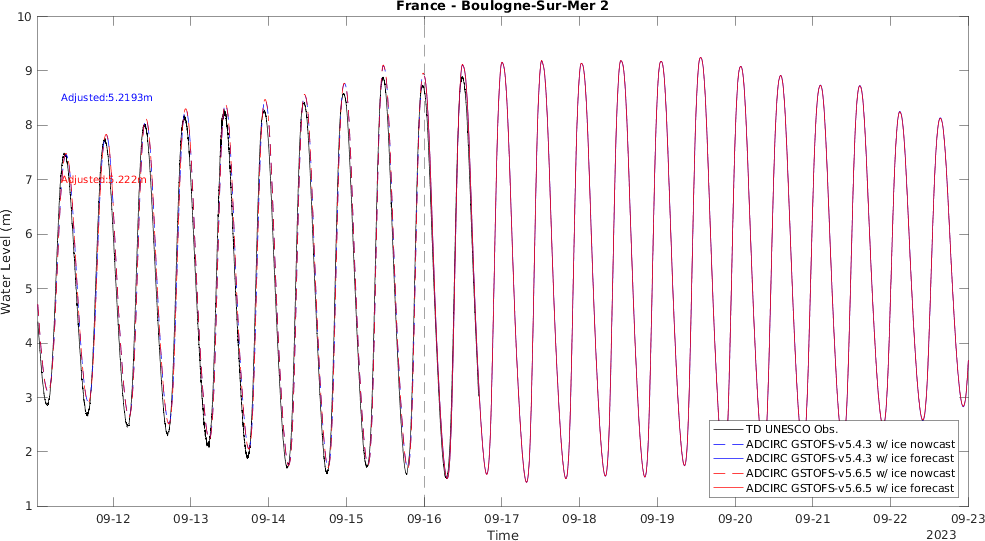 France - Boulogne-Sur-Mer 2
10
9
8
7
6
5
4
3
2
1
Water Level (m)
Adjusted:5.2193m
Adjusted:5.222m
TD UNESCO Obs.
ADCIRC GSTOFS-v5.4.3 w/ ice nowcast
ADCIRC GSTOFS-v5.4.3 w/ ice forecast
ADCIRC GSTOFS-v5.6.5 w/ ice nowcast
ADCIRC GSTOFS-v5.6.5 w/ ice forecast
09-12 09-13 09-14 09-15 09-16 09-17 09-18 09-19 09-20 09-21 09-22 09-23
Time
2023